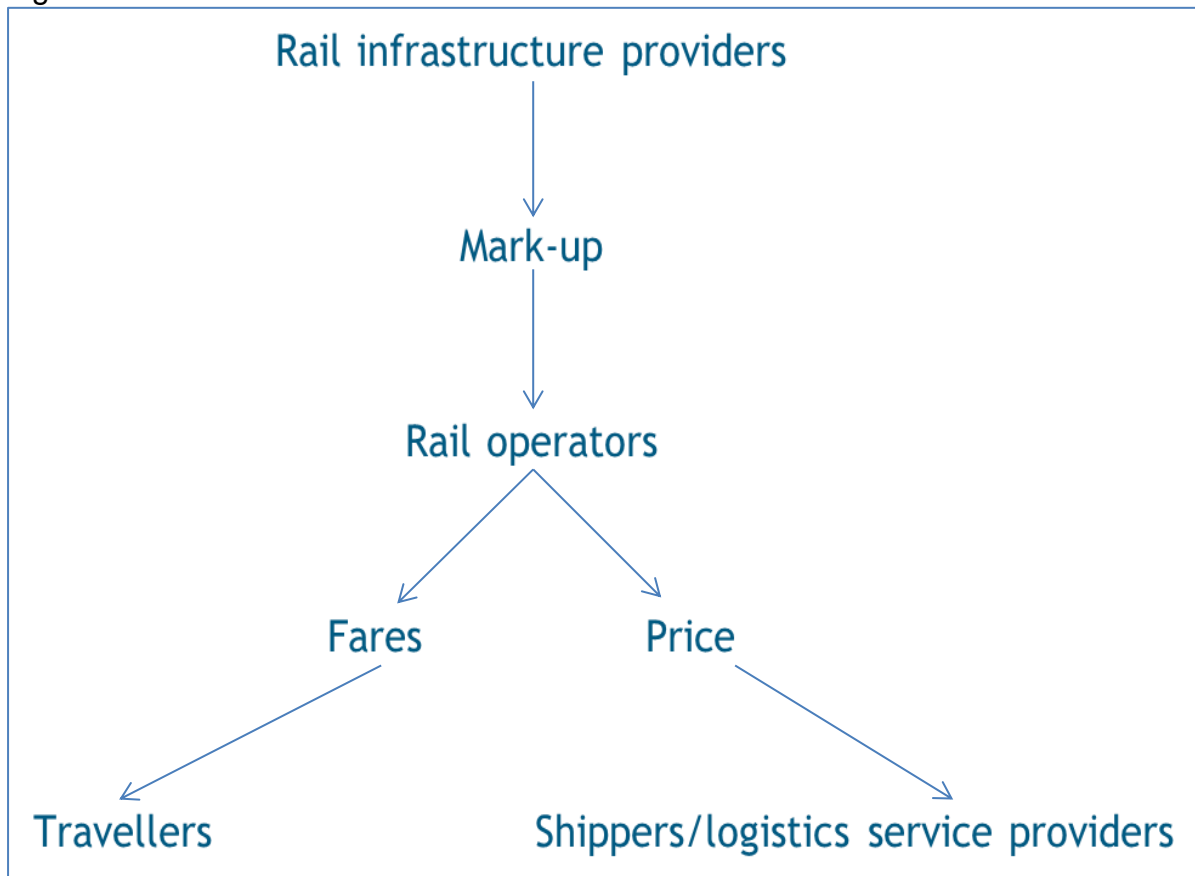 Rail infrastructure providers
Mark-up
Rail operators
Fares
Price
Travellers
Shippers/logistics service providers